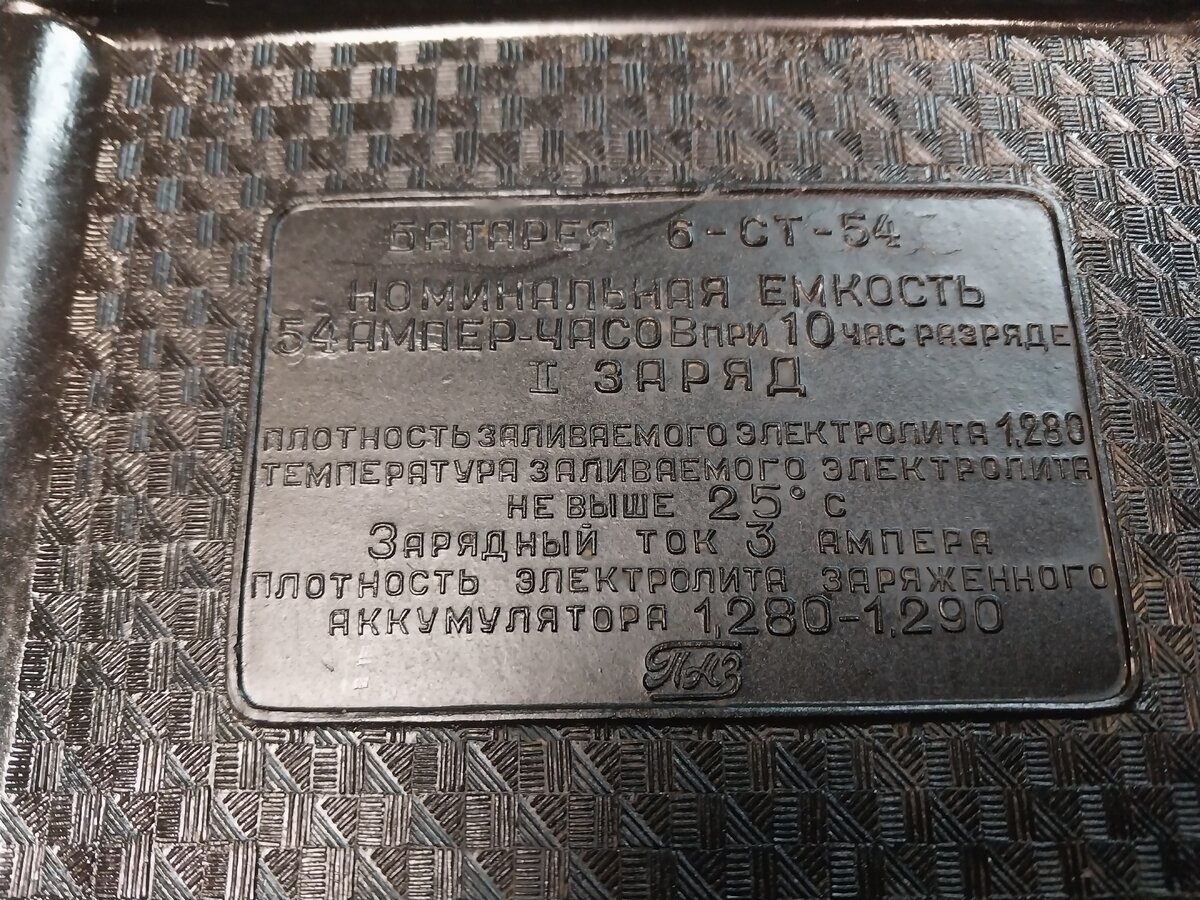 БАТАРЕЯ 6-СТ-54
НОМИНАЛЬНАЯ ЕМКОСТЬ
54 АМПЕР-ЧАСОВ ПРИ 10 ЧАС РАЗРЯДЕ
I ЗАРЯД
ПЛОТНОСТЬ ЗАЛИВАЕМОГО ЭЛЕКТРОЛИТА 1,280
ТЕМПЕРАТУРА ЗАЛИВАЕМОГО ЭЛЕКТРОЛИТА
НЕ ВЫШЕ 25° С
ЗАРЯДНЫЙ ТОК 3 АМПЕРА
ПЛОТНОСТЬ ЭЛЕКТРОЛИТА ЗАРЯЖЕННОГО
АККУМУЛЯТОРА 1,280-1,290
ПАЗ